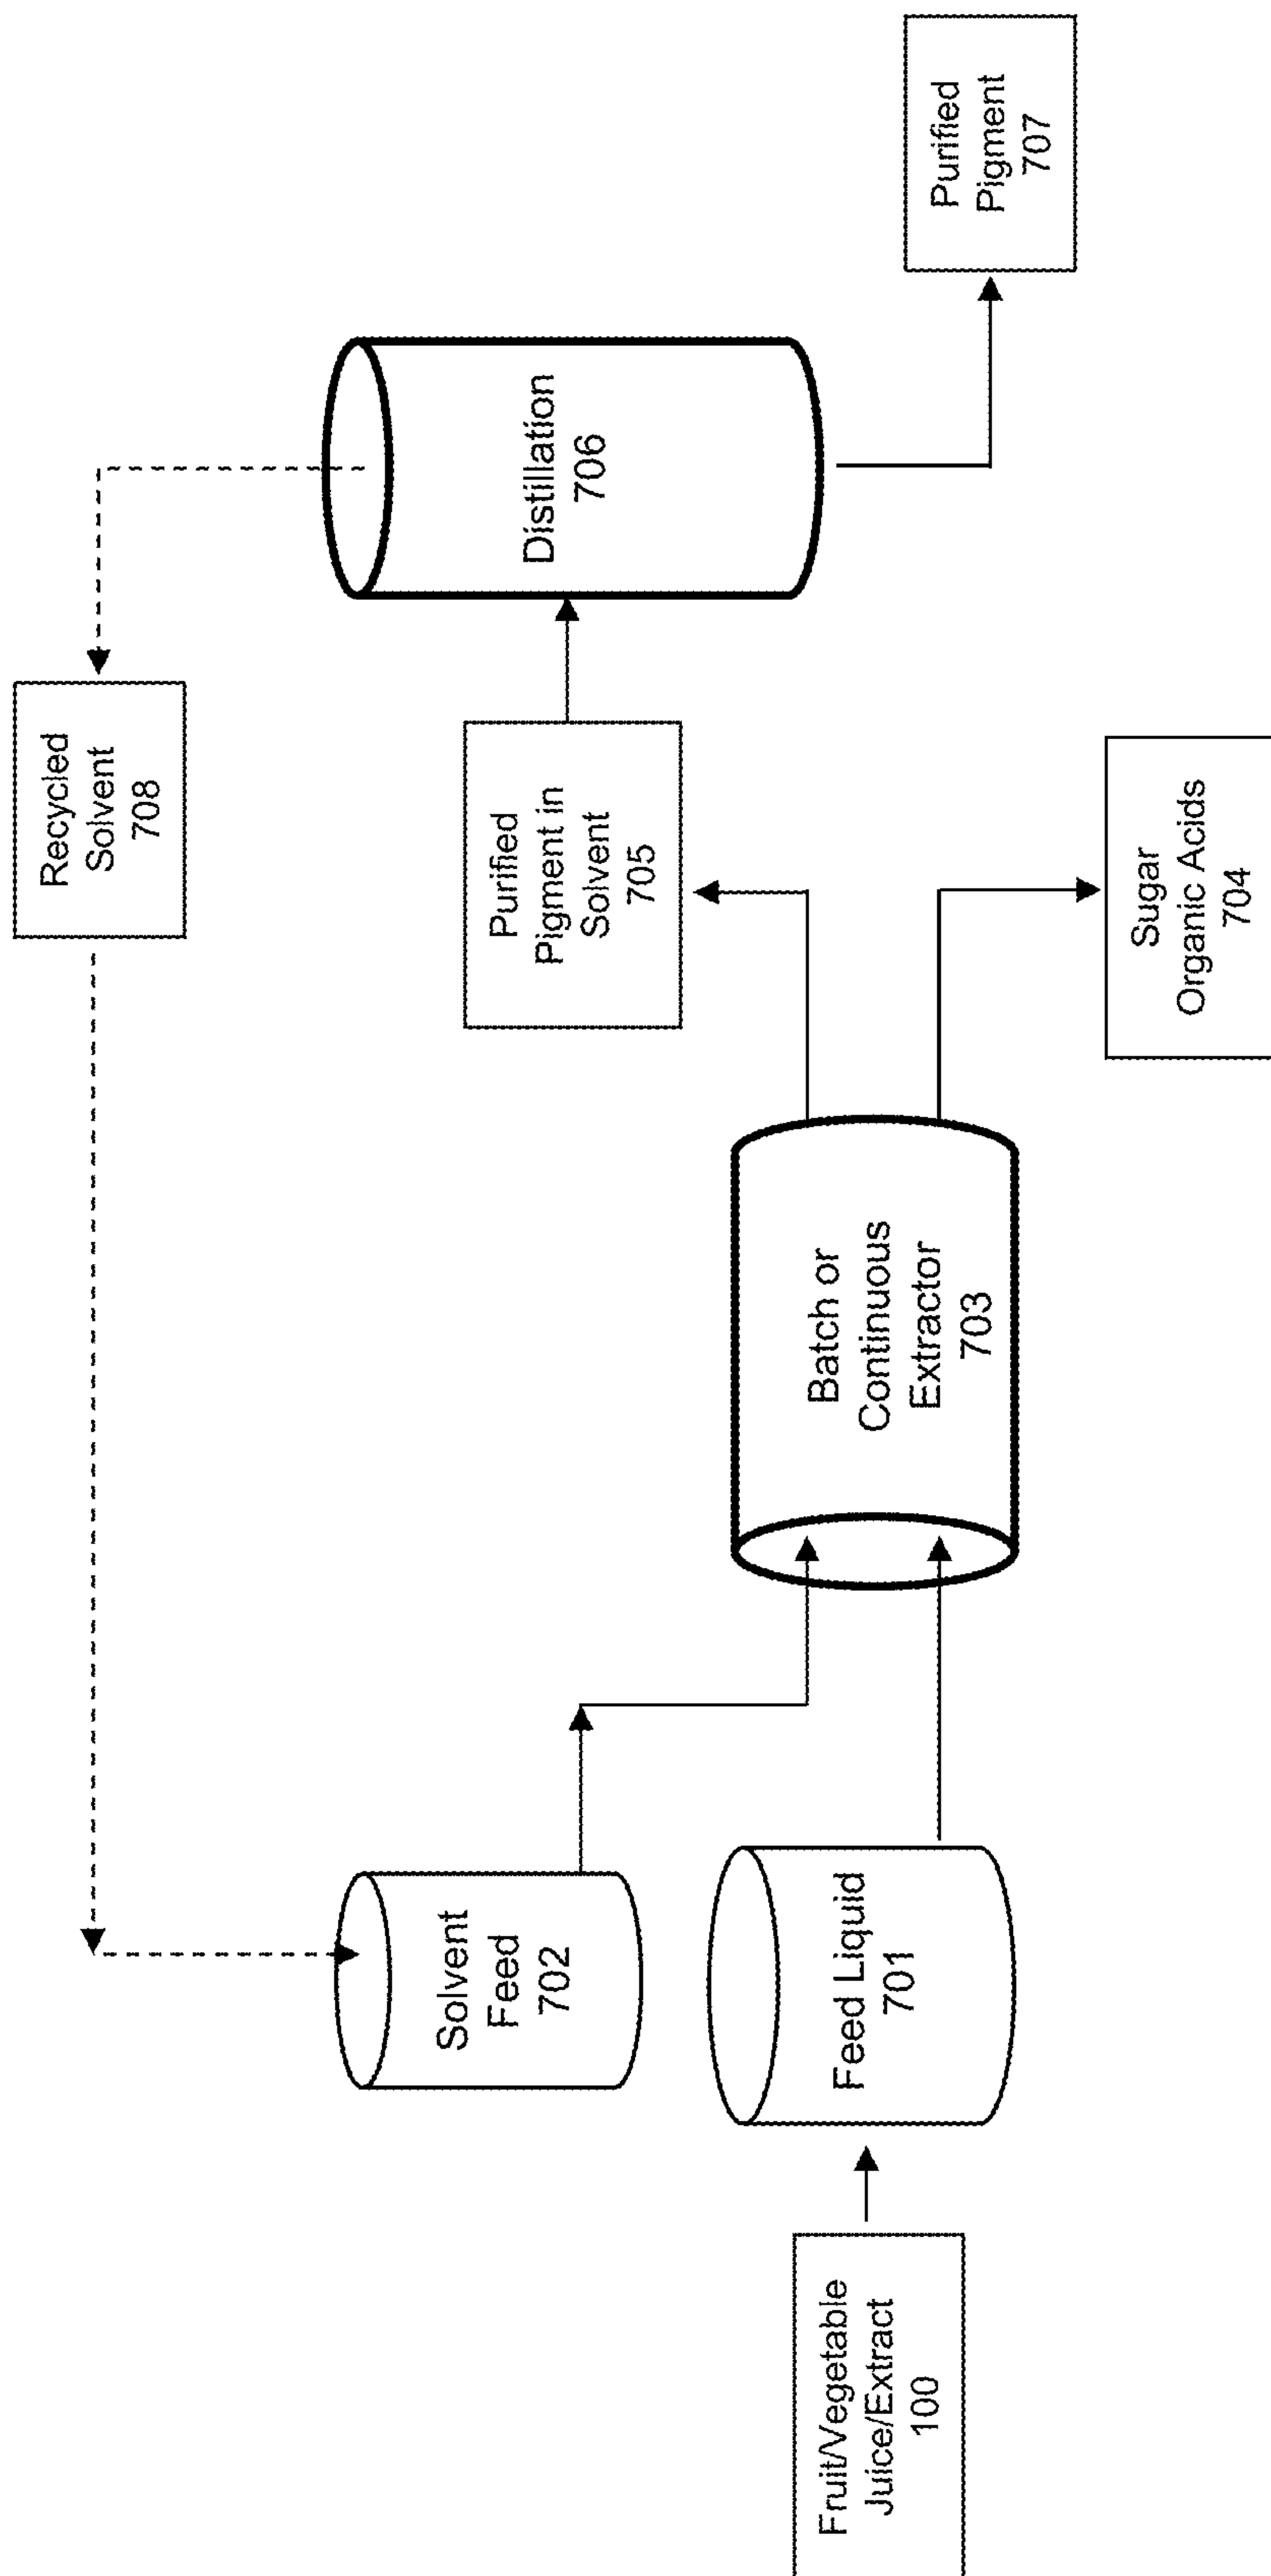 Fruit/Vegetable
Juice/Extract
100
Feed Liquid
701
Solvent
Feed
702
Batch or
Continuous
Extractor
703
Sugar
Organic Acids
704
Purified
Pigment in
Solvent
705
Distillation
706
Purified
Pigment
707
Recycled
Solvent
708